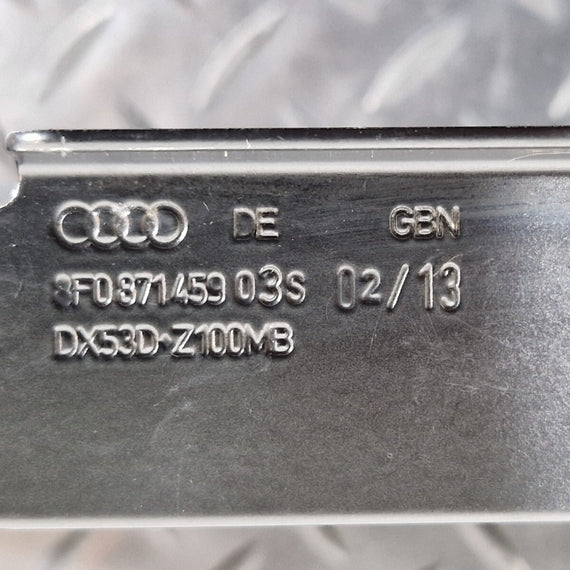 DE GBN
8F0 871 459 03S 02/13
DX53D+Z100MB